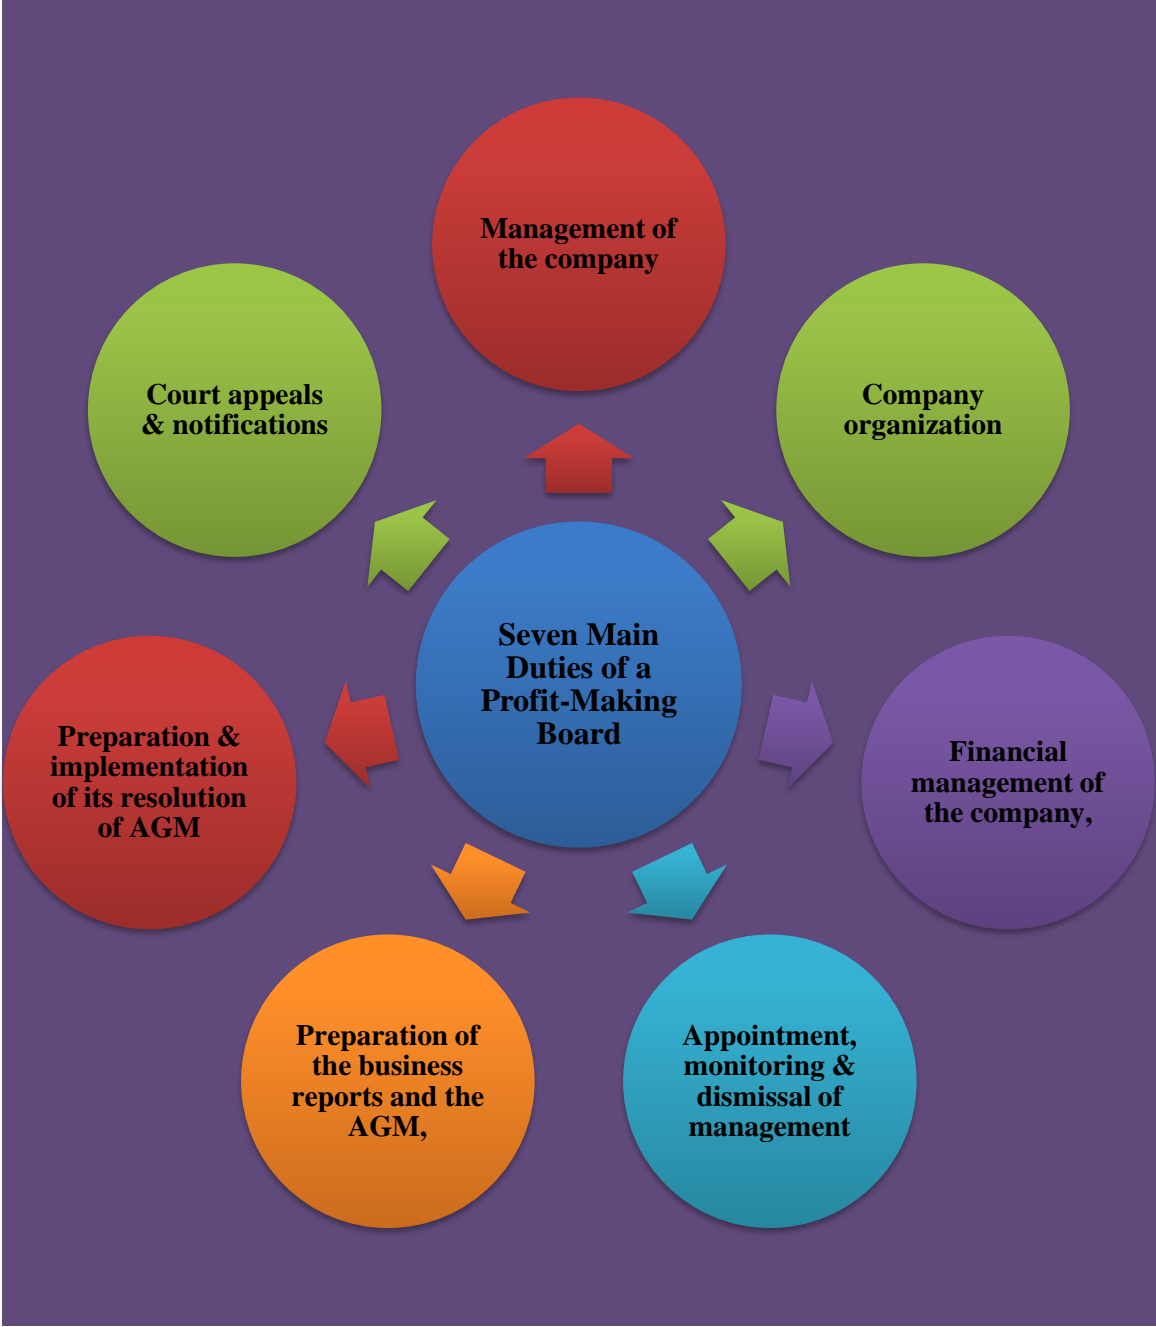 Management of
the company
Court appeals
& notifications
Company
organization
Seven Main
Duties of a
Profit-Making
Board
Preparation &
implementation
of its resolution
of AGM
Financial
management of
the company,
Preparation of
the business
reports and the
AGM,
Appointment,
monitoring &
dismissal of
management